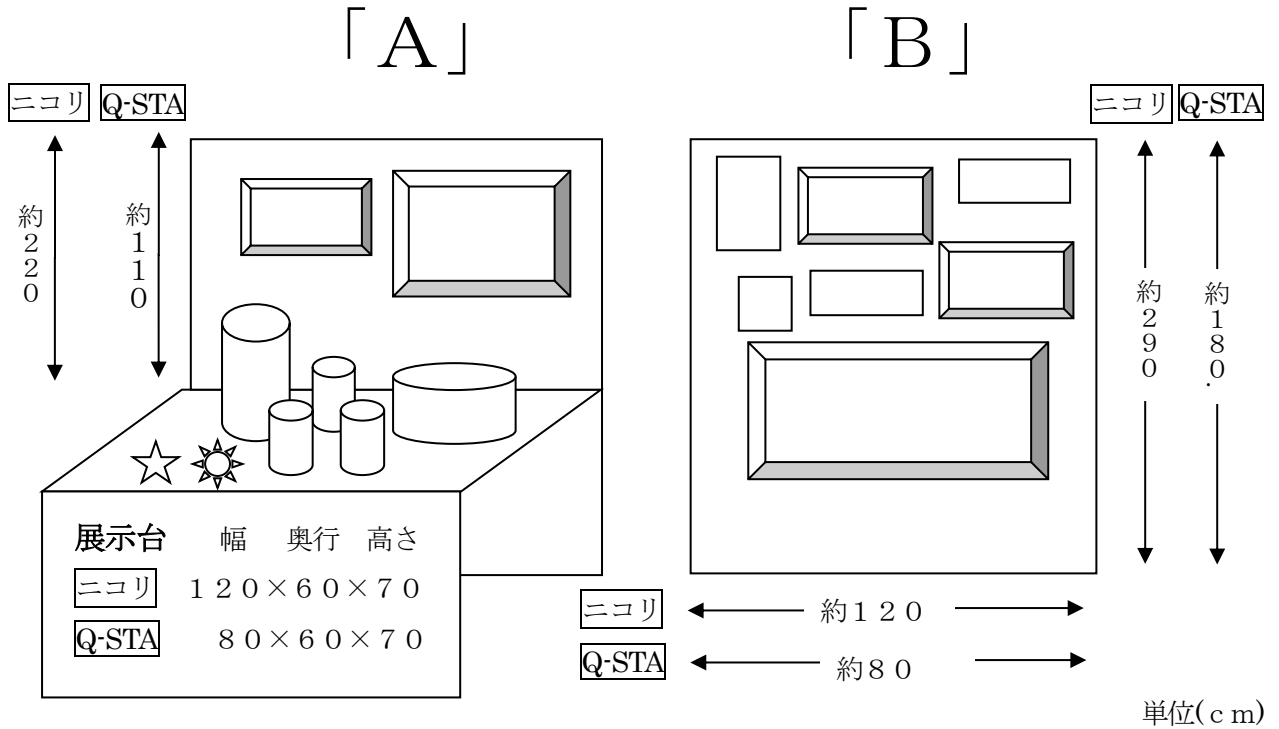 「A」
「B」
ニコリ Q-STA
約220
約110
ニコリ Q-STA
約290
約180.
展示台 幅 奥行 高さ
ニコリ 120×60×70
Q-STA 80×60×70
ニコリ 約120
Q-STA 約80
単位(cm)